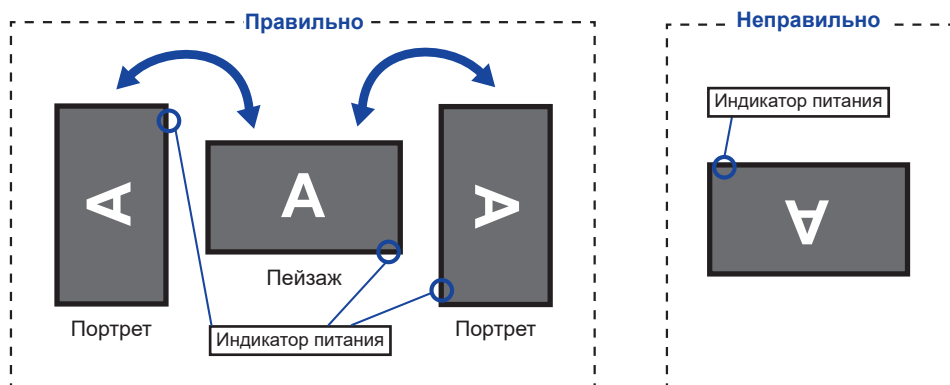 Правильно
Неправильно
Индикатор питания
A
A
A
A
Пейзаж
Портрет
Портрет
Индикатор питания